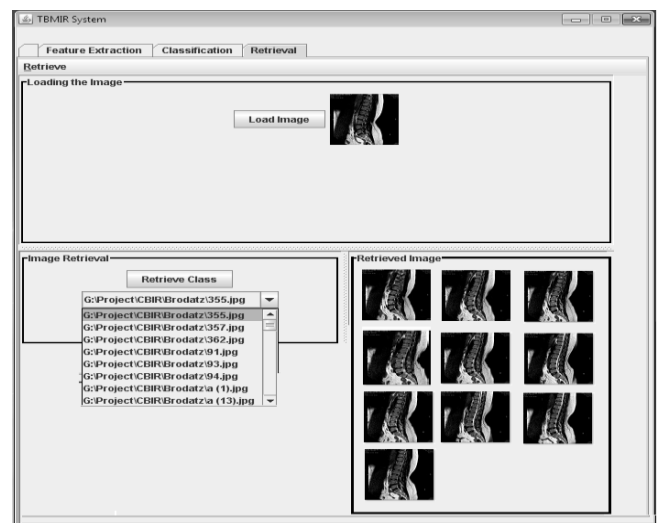 TBMIR System
Feature Extraction Classification Retrieval
Retrieve
Loading the Image
Load Image
Image Retrieval
Retrieve Class
G:\Project\CBIR\Brodatz\355.jpg
G:\Project\CBIR\Brodatz\355.jpg
G:\Project\CBIR\Brodatz\357.jpg
G:\Project\CBIR\Brodatz\362.jpg
G:\Project\CBIR\Brodatz\91.jpg
G:\Project\CBIR\Brodatz\93.jpg
G:\Project\CBIR\Brodatz\94.jpg
G:\Project\CBIR\Brodatz\a (1).jpg
G:\Project\CBIR\Brodatz\a (13).jpg
Retrieved Image